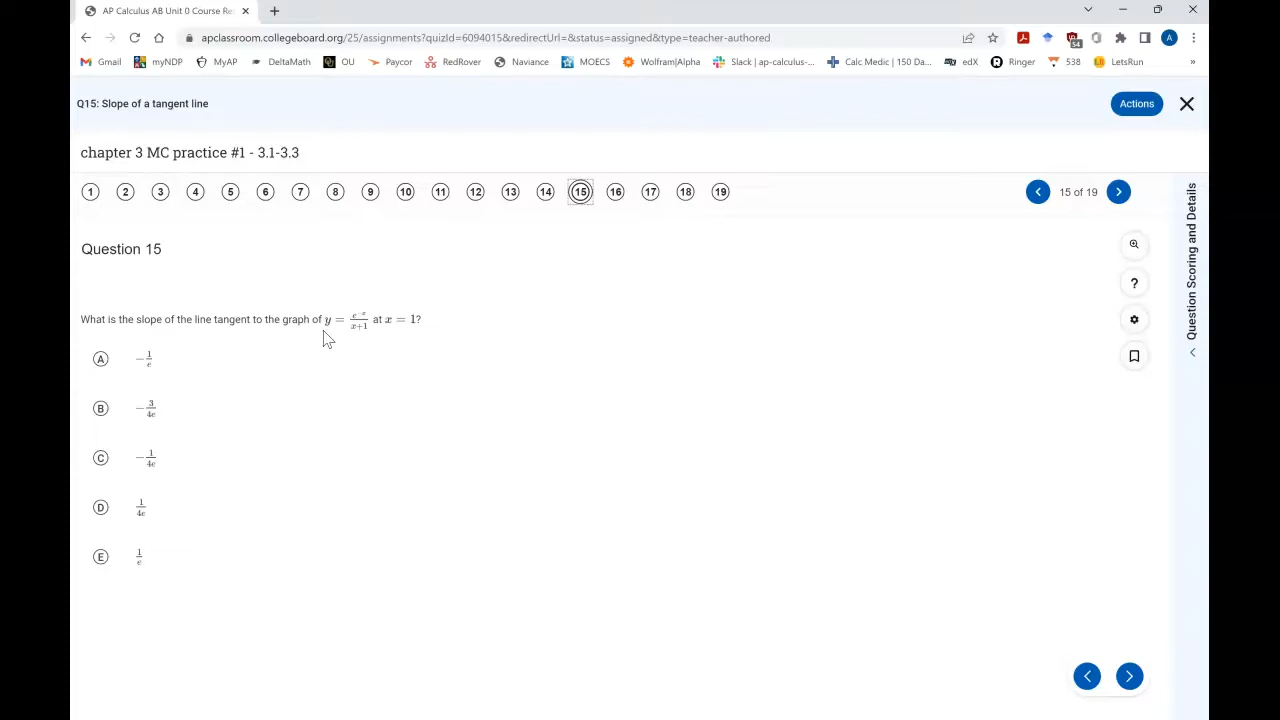 AP Calculus AB Unit 0 Course Re
apclassroom.collegeboard.org/25/assignments?quizId=6094015&redirectUrl=&status=assigned&type=teacher-authored
54
A
Gmail myNDP MyAP DeltaMath OU Paycor RedRover Naviance MOECS Wolfram|Alpha Slack | ap-calculus-... Calc Medic | 150 Da... edX Ringer 538 LetsRun »
Q15: Slope of a tangent line
Actions
chapter 3 MC practice #1 - 3.1-3.3
1 2 3 4 5 6 7 8 9 10 11 12 13 14 15 16 17 18 19
15 of 19
Question Scoring and Details
Question 15
What is the slope of the line tangent to the graph of y = e^{-x}/(x+1) at x = 1?
A -1/e
B -3/4e
C -1/4e
D 1/4e
E 1/e
?